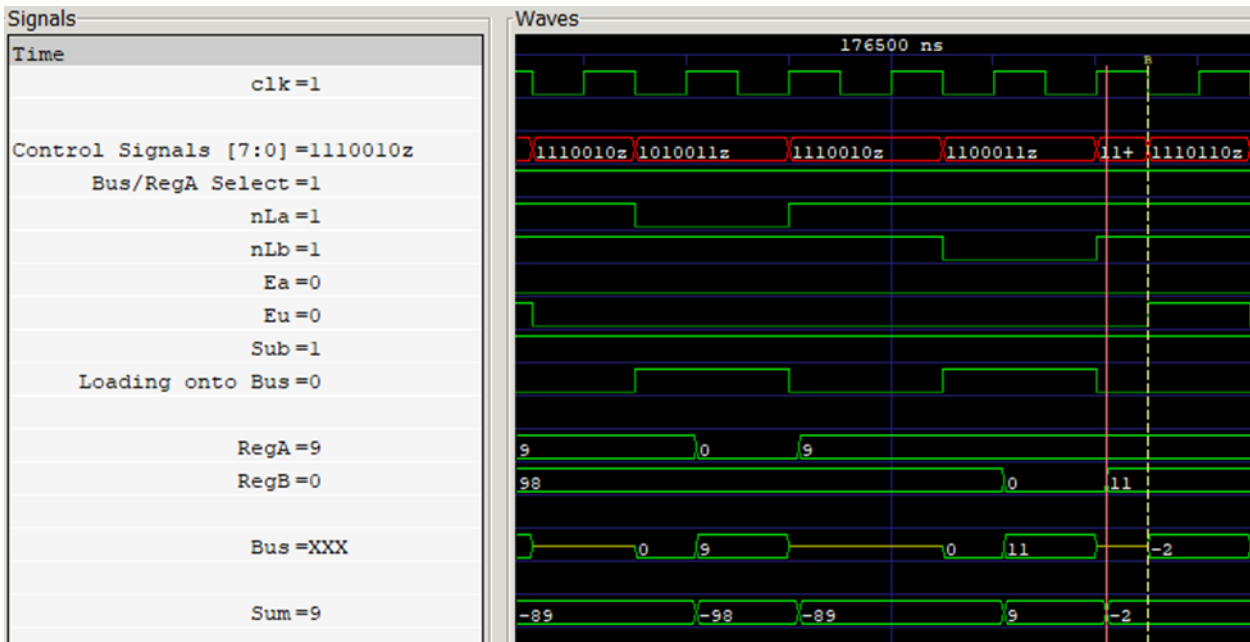 Signals
Waves
Time
176500 ns
B
clk=1
Control Signals [7:0]=1110010z
1110010z 1010011z 1110010z 1100011z 11+ 1110110z
Bus/RegA Select=1
nLa=1
nLb=1
Ea=0
Eu=0
Sub=1
Loading onto Bus=0
RegA=9
9 0 9
RegB=0
98 0 11
Bus=XXX
0 9 0 11 -2
Sum=9
-89 -98 -89 9 -2